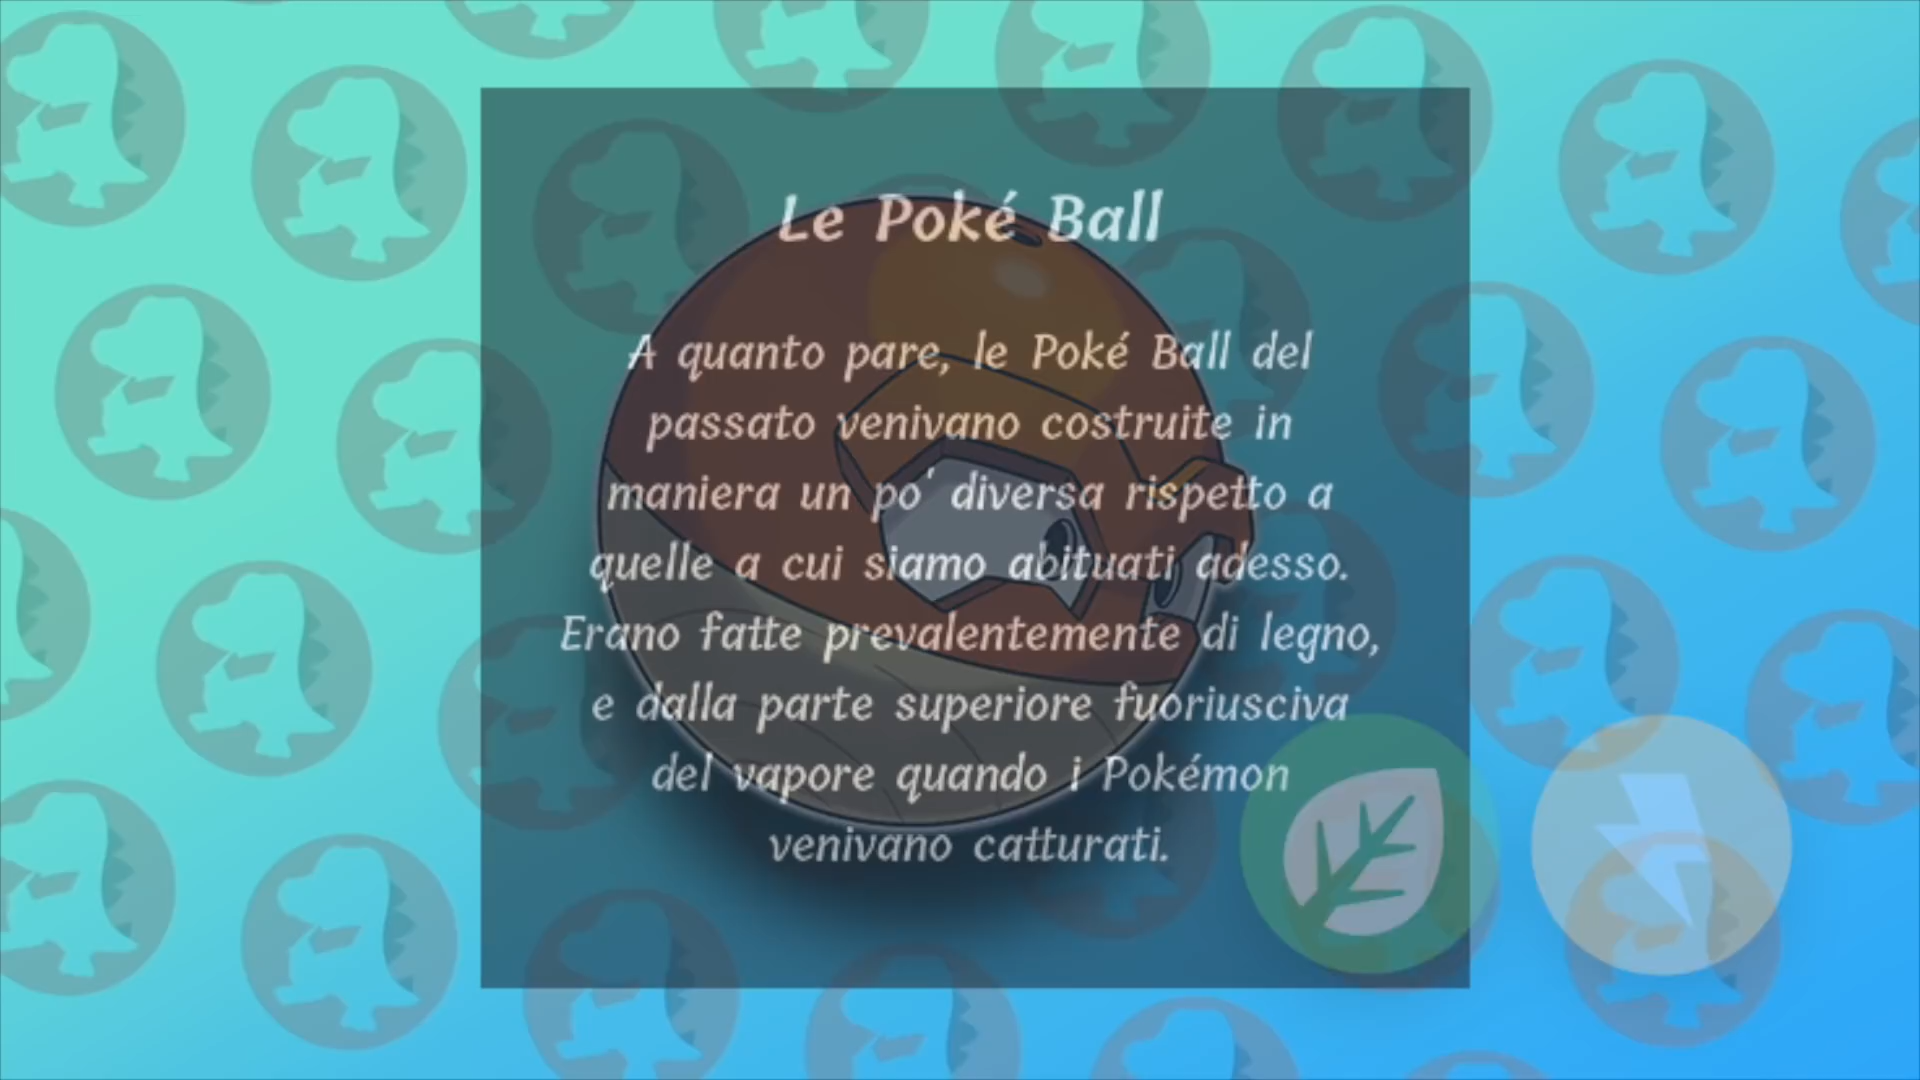 Le Poké Ball
A quanto pare, le Poké Ball del
passato venivano costruite in
maniera un po' diversa rispetto a
quelle a cui siamo abituati adesso.
Erano fatte prevalentemente di legno,
e dalla parte superiore fuoriusciva
del vapore quando i Pokémon
venivano catturati.